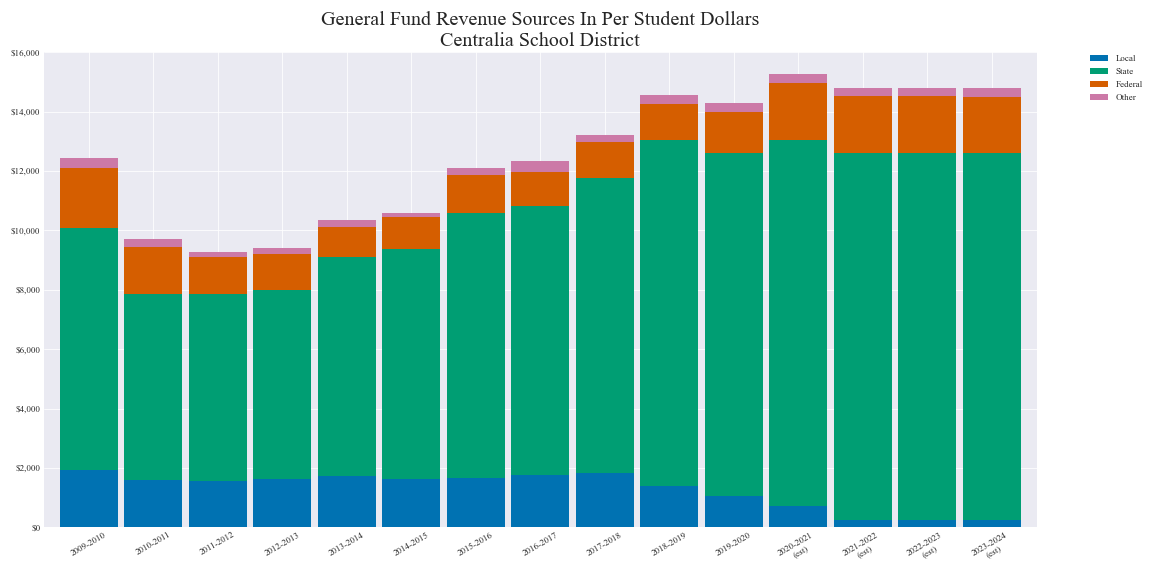 General Fund Revenue Sources In Per Student Dollars
Centralia School District
$16,000
$14,000
$12,000
$10,000
$8,000
$6,000
$4,000
$2,000
$0
2009-2010
2010-2011
2011-2012
2012-2013
2013-2014
2014-2015
2015-2016
2016-2017
2017-2018
2018-2019
2019-2020
2020-2021
(est)
2021-2022
(est)
2022-2023
(est)
2023-2024
(est)
Local
State
Federal
Other